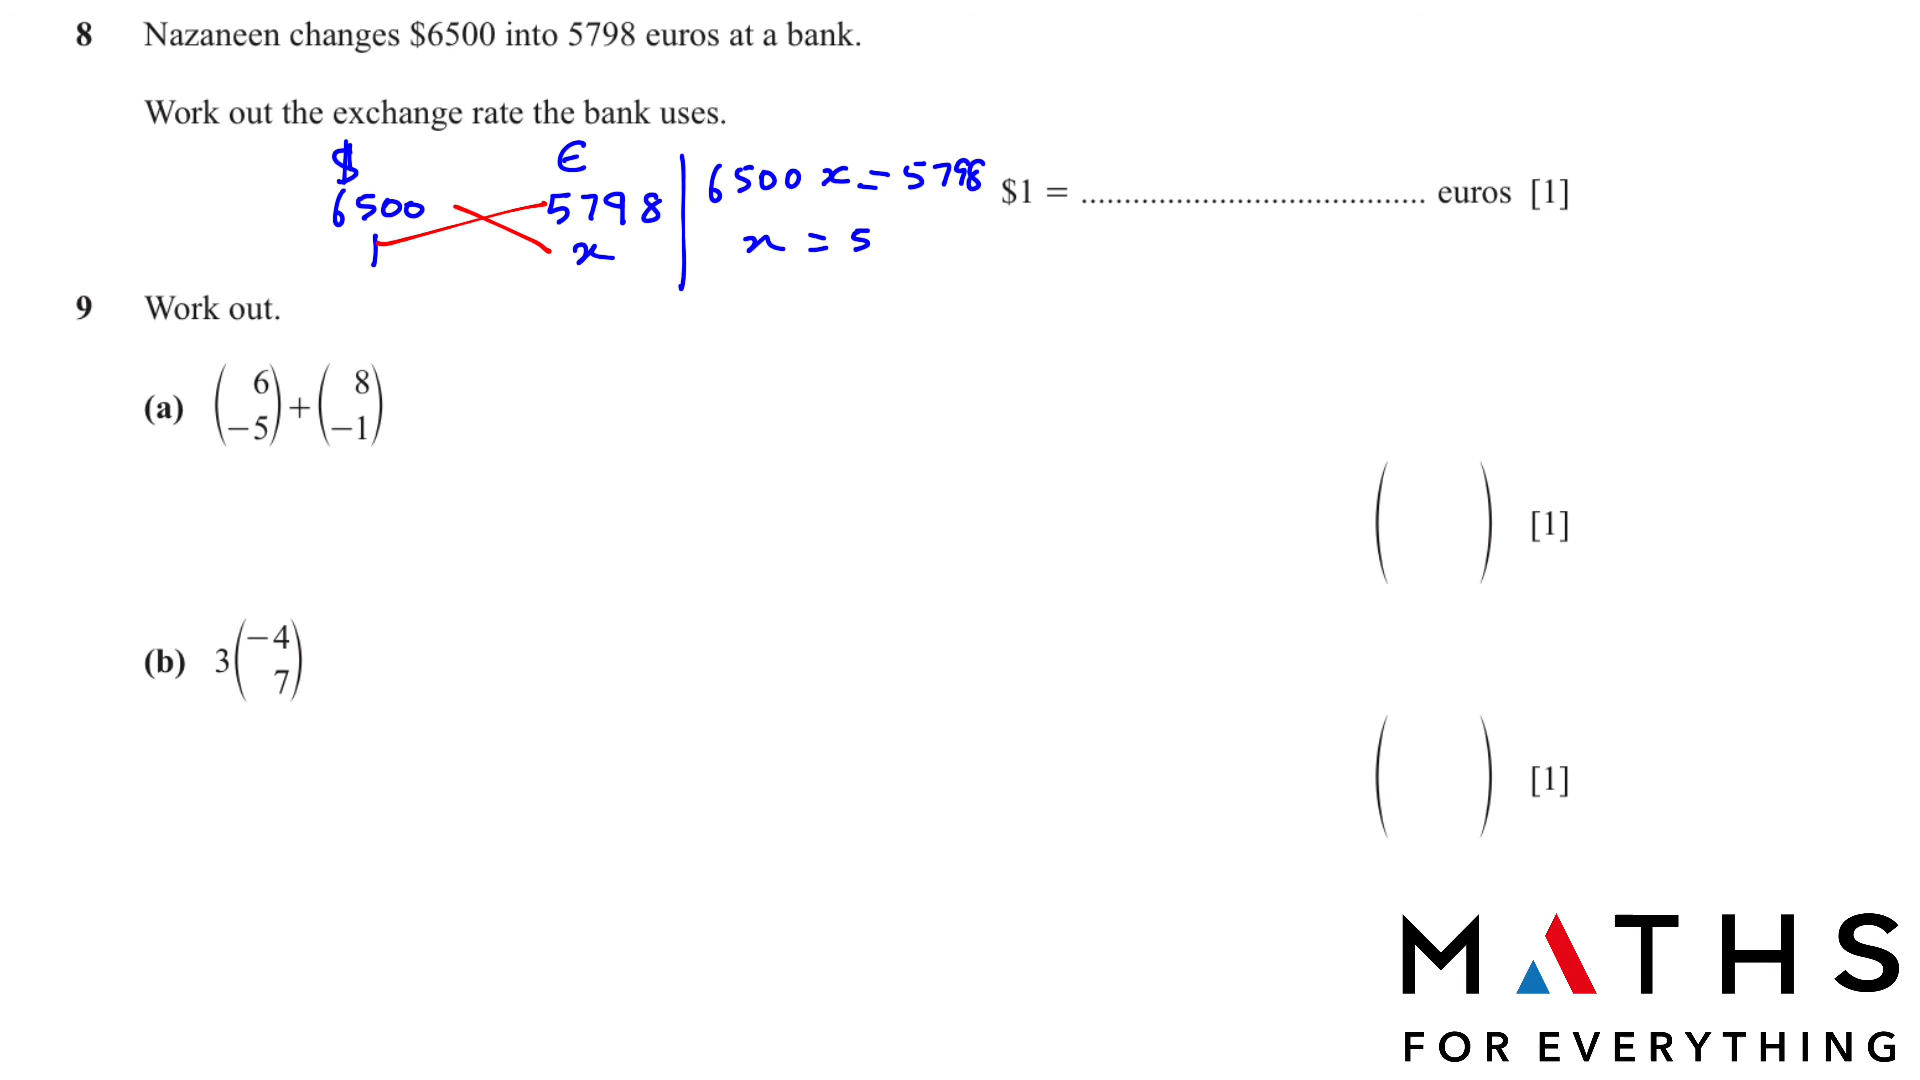 8 Nazaneen changes $6500 into 5798 euros at a bank.
Work out the exchange rate the bank uses.
$ €
6500 5798
1 x
6500 x = 5798
x = 5
$1 = ........................................ euros [1]
9 Work out.
(a) (6 −5) + (8 −1)
( ) [1]
(b) 3(−4 7)
( ) [1]
MATHS
FOR EVERYTHING